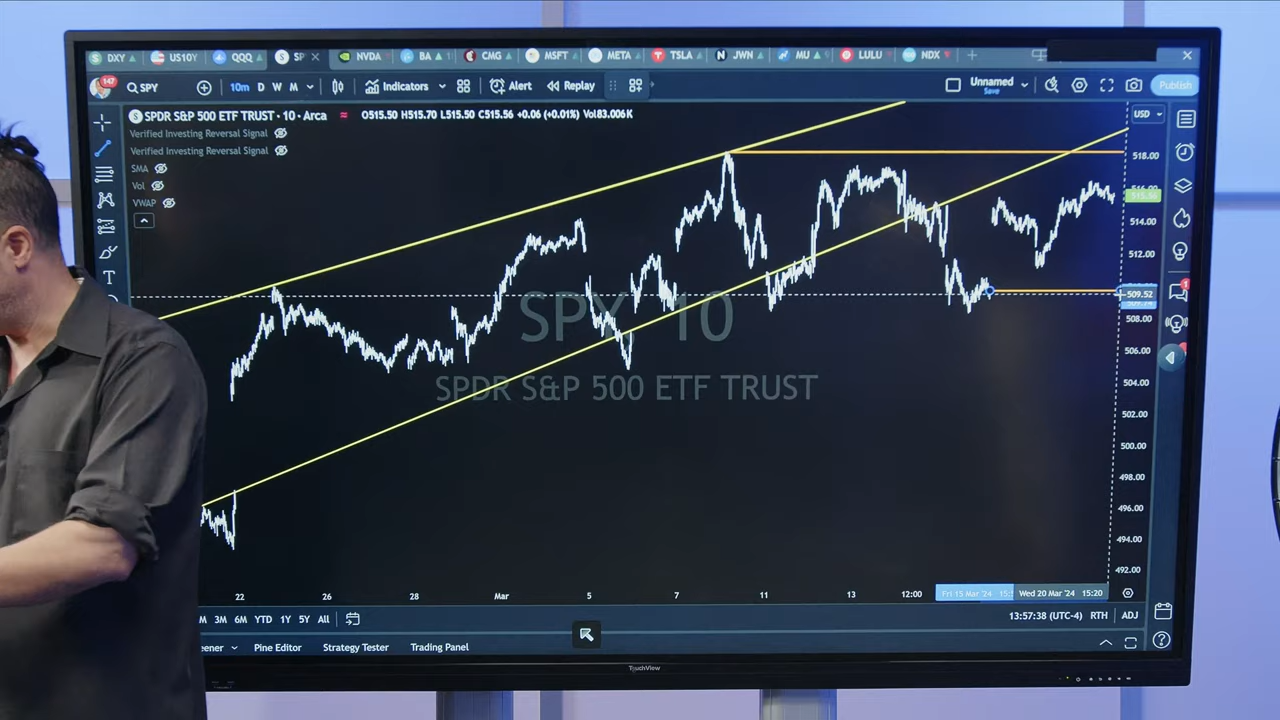 DXY US10Y QQQ SP NVDA BA CMG MSFT META TSLA JWN MU LULU NDX
147 SPY 10m D W M Indicators Alert Replay Unnamed Save Publish
SPDR S&P 500 ETF TRUST · 10 · Arca O515.50 H515.70 L515.50 C515.56 +0.06 (+0.01%) Vol83.006K USD
Verified Investing Reversal Signal
Verified Investing Reversal Signal
SMA
Vol
VWAP
518.00
514.00
512.00
509.52
508.00
506.00
504.00
502.00
500.00
498.00
496.00
494.00
492.00
SPY, 10
SPDR S&P 500 ETF TRUST
22 26 28 Mar 5 7 11 13 12:00 Fri 15 Mar '24 Wed 20 Mar '24 15:20
M 3M 6M YTD 1Y 5Y All 13:57:38 (UTC-4) RTH ADJ
eener Pine Editor Strategy Tester Trading Panel
TouchView